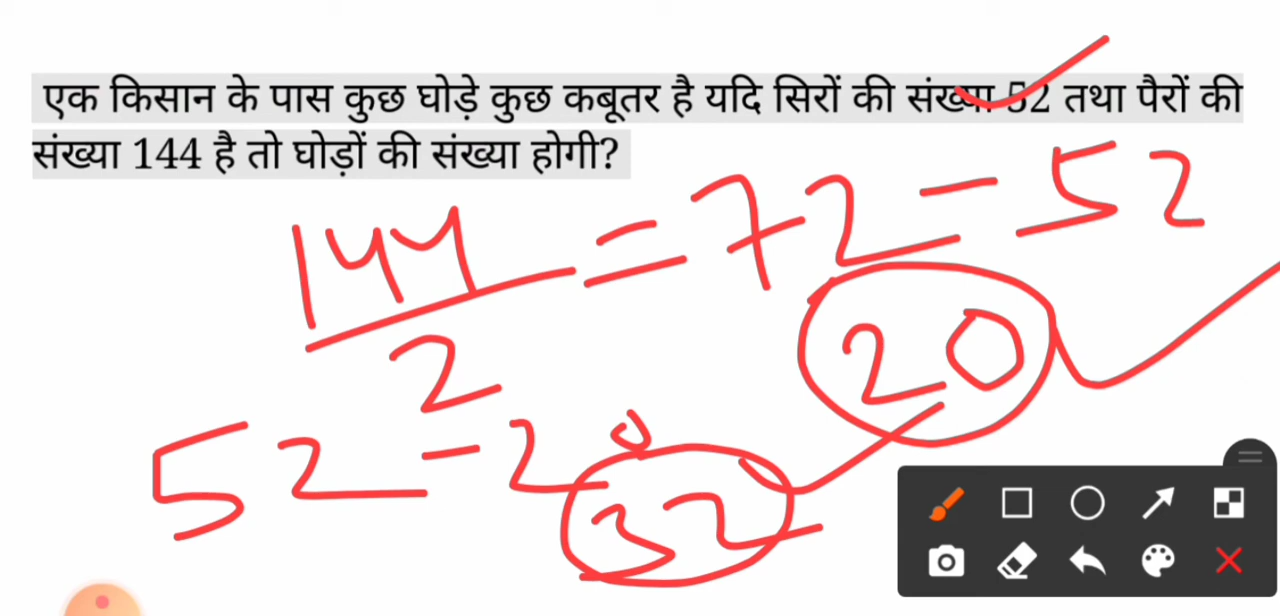 एक किसान के पास कुछ घोड़े कुछ कबूतर है यदि सिरों की संख्या 52 तथा पैरों की
संख्या 144 है तो घोड़ों की संख्या होगी?
144 = 72 - 52
2
20
52 - 20
32